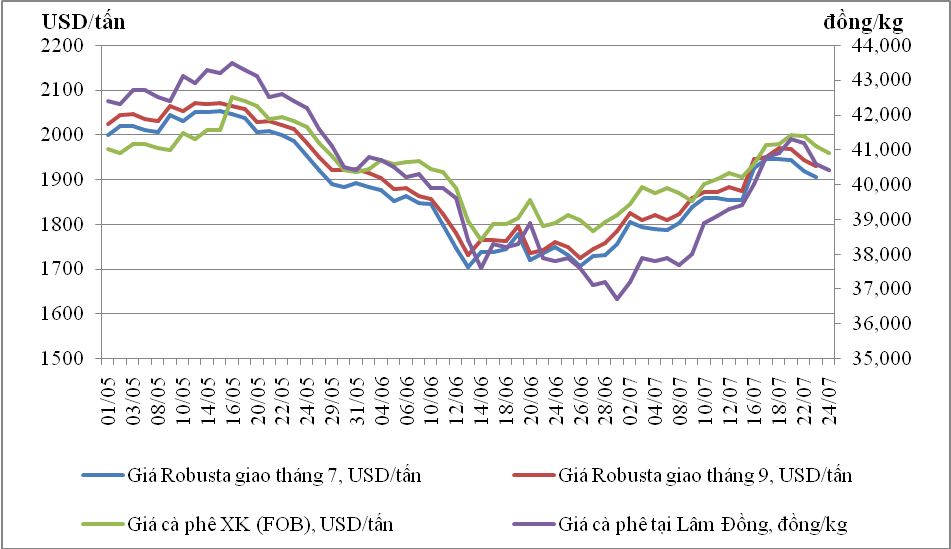 USD/tấn đồng/kg
2200 44,000
2100 43,000
2000 42,000
1900 41,000
1800 40,000
1700 39,000
1600 38,000
1500 37,000
36,000
35,000
01/05 03/05 08/05 10/05 14/05 16/05 20/05 22/05 24/05 29/05 31/05 04/06 06/06 10/06 12/06 14/06 18/06 20/06 24/06 26/06 28/06 02/07 04/07 08/07 10/07 12/07 16/07 18/07 22/07 24/07
Giá Robusta giao tháng 7, USD/tấn Giá Robusta giao tháng 9, USD/tấn
Giá cà phê XK (FOB), USD/tấn Giá cà phê tại Lâm Đồng, đồng/kg